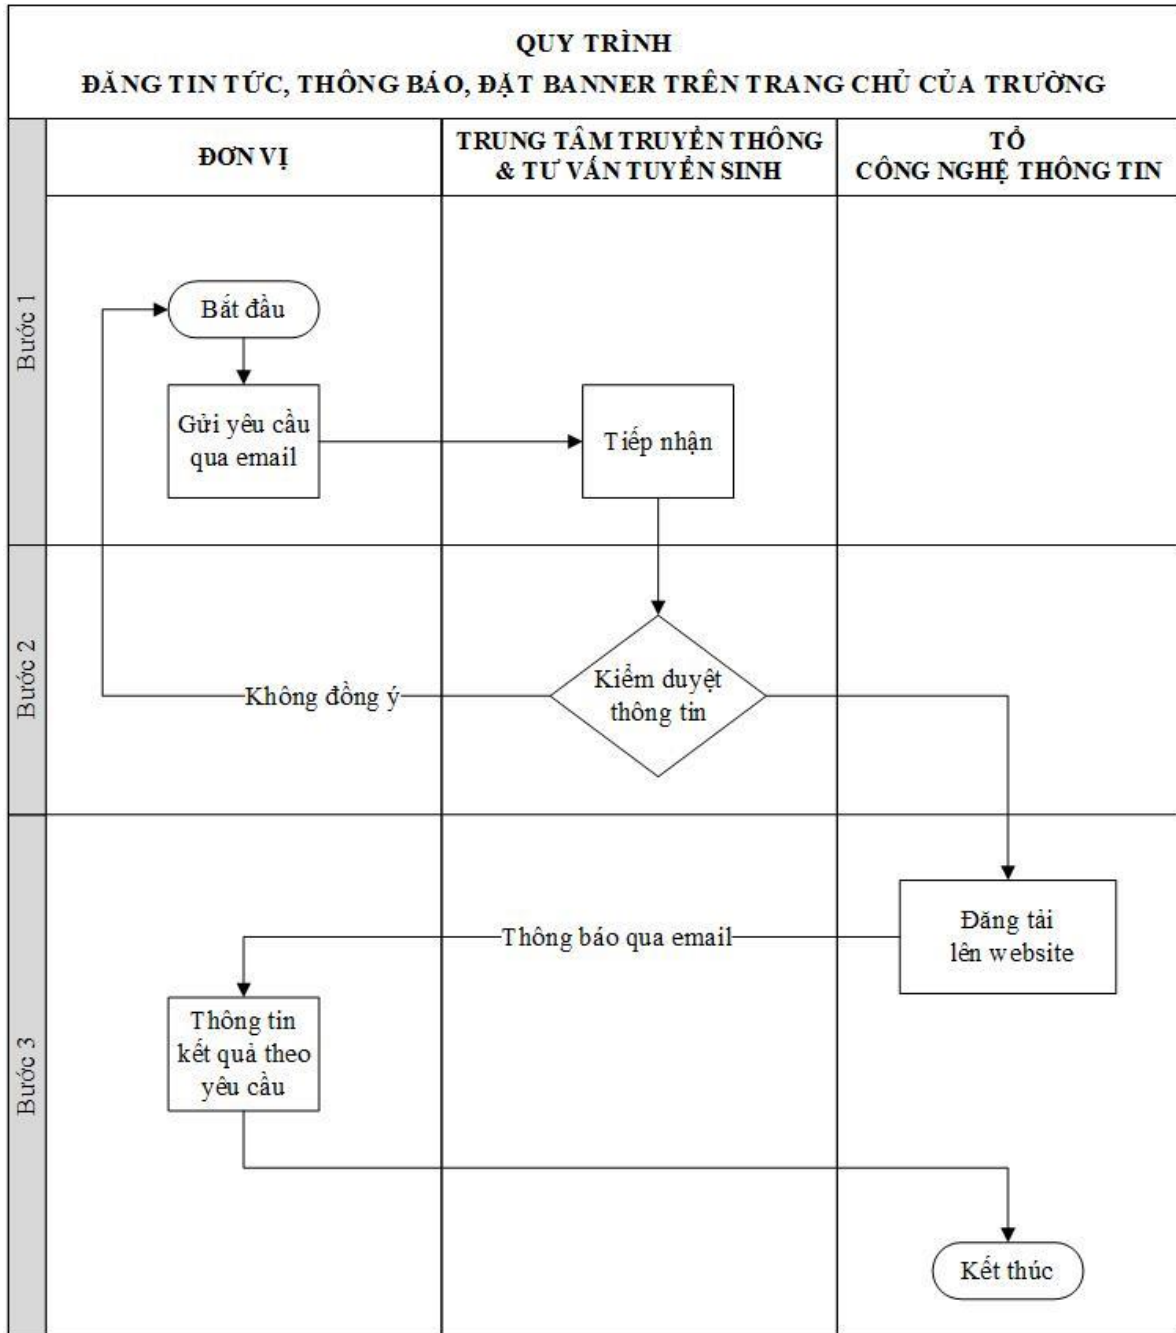 QUY TRÌNH
ĐĂNG TIN TỨC, THÔNG BÁO, ĐẶT BANNER TRÊN TRANG CHỦ CỦA TRƯỜNG
ĐƠN VỊ
TRUNG TÂM TRUYỀN THÔNG
& TƯ VẤN TUYỂN SINH
TỔ
CÔNG NGHỆ THÔNG TIN
Bước 1
Bắt đầu
Gửi yêu cầu
qua email
Tiếp nhận
Bước 2
Không đồng ý
Kiểm duyệt
thông tin
Bước 3
Đăng tải
lên website
Thông báo qua email
Thông tin
kết quả theo
yêu cầu
Kết thúc